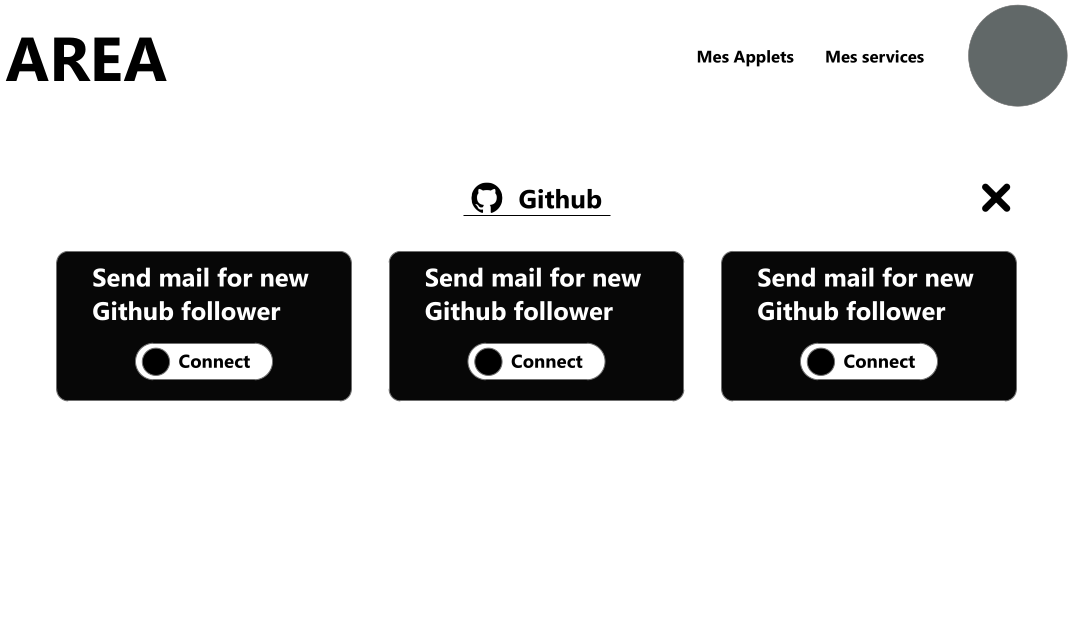 AREA
Mes Applets
Mes services
Github
Send mail for new
Github follower
Connect
Send mail for new
Github follower
Connect
Send mail for new
Github follower
Connect